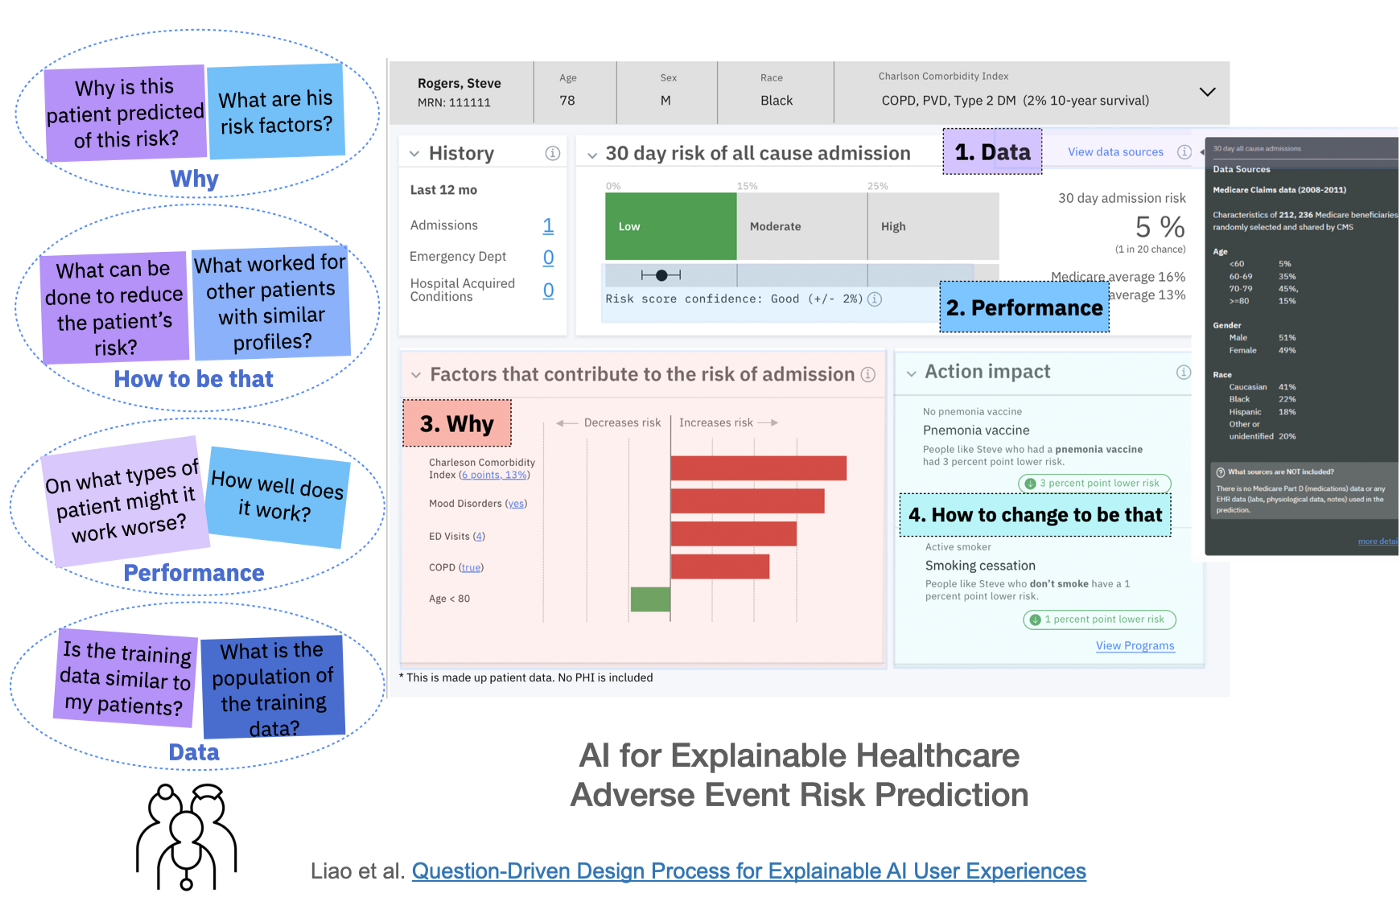 Why is this
patient predicted
of this risk?
What are his
risk factors?
Why
What can be
done to reduce
the patient's
risk?
What worked for
other patients
with similar
profiles?
How to be that
On what types of
patient might it
work worse?
How well does
it work?
Performance
Is the training
data similar to
my patients?
What is the
population of
the training
data?
Data
Rogers, Steve
MRN: 111111
Age
78
Sex
M
Race
Black
Charlson Comorbidity Index
COPD, PVD, Type 2 DM (2% 10-year survival)
History
Last 12 mo
Admissions 1
Emergency Dept 0
Hospital Acquired
Conditions 0
30 day risk of all cause admission
1. Data
View data sources
0% 15% 25%
Low Moderate High
Risk score confidence: Good (+/- 2%)
30 day admission risk
5 %
(1 in 20 chance)
Medicare average 16%
average 13%
2. Performance
Factors that contribute to the risk of admission
3. Why
Decreases risk Increases risk
Charleson Comorbidity
Index (6 points, 13%)
Mood Disorders (yes)
ED Visits (4)
COPD (true)
Age < 80
Action impact
No pnemonia vaccine
Pnemonia vaccine
People like Steve who had a pnemonia vaccine
had 3 percent point lower risk.
3 percent point lower risk
4. How to change to be that
Active smoker
Smoking cessation
People like Steve who don't smoke have a 1
percent point lower risk.
1 percent point lower risk
View Programs
30 day all cause admissions
Data Sources
Medicare Claims data (2008-2011)
Characteristics of 212, 236 Medicare beneficiaries
randomly selected and shared by CMS
Age
<60 5%
60-69 35%
70-79 45%,
>=80 15%
Gender
Male 51%
Female 49%
Race
Caucasian 41%
Black 22%
Hispanic 18%
Other or
unidentified 20%
? What sources are NOT included?
There is no Medicare Part D (medications) data or any
EHR data (labs, physiological data, notes) used in the
prediction.
more detai
* This is made up patient data. No PHI is included
AI for Explainable Healthcare
Adverse Event Risk Prediction
Liao et al. Question-Driven Design Process for Explainable AI User Experiences